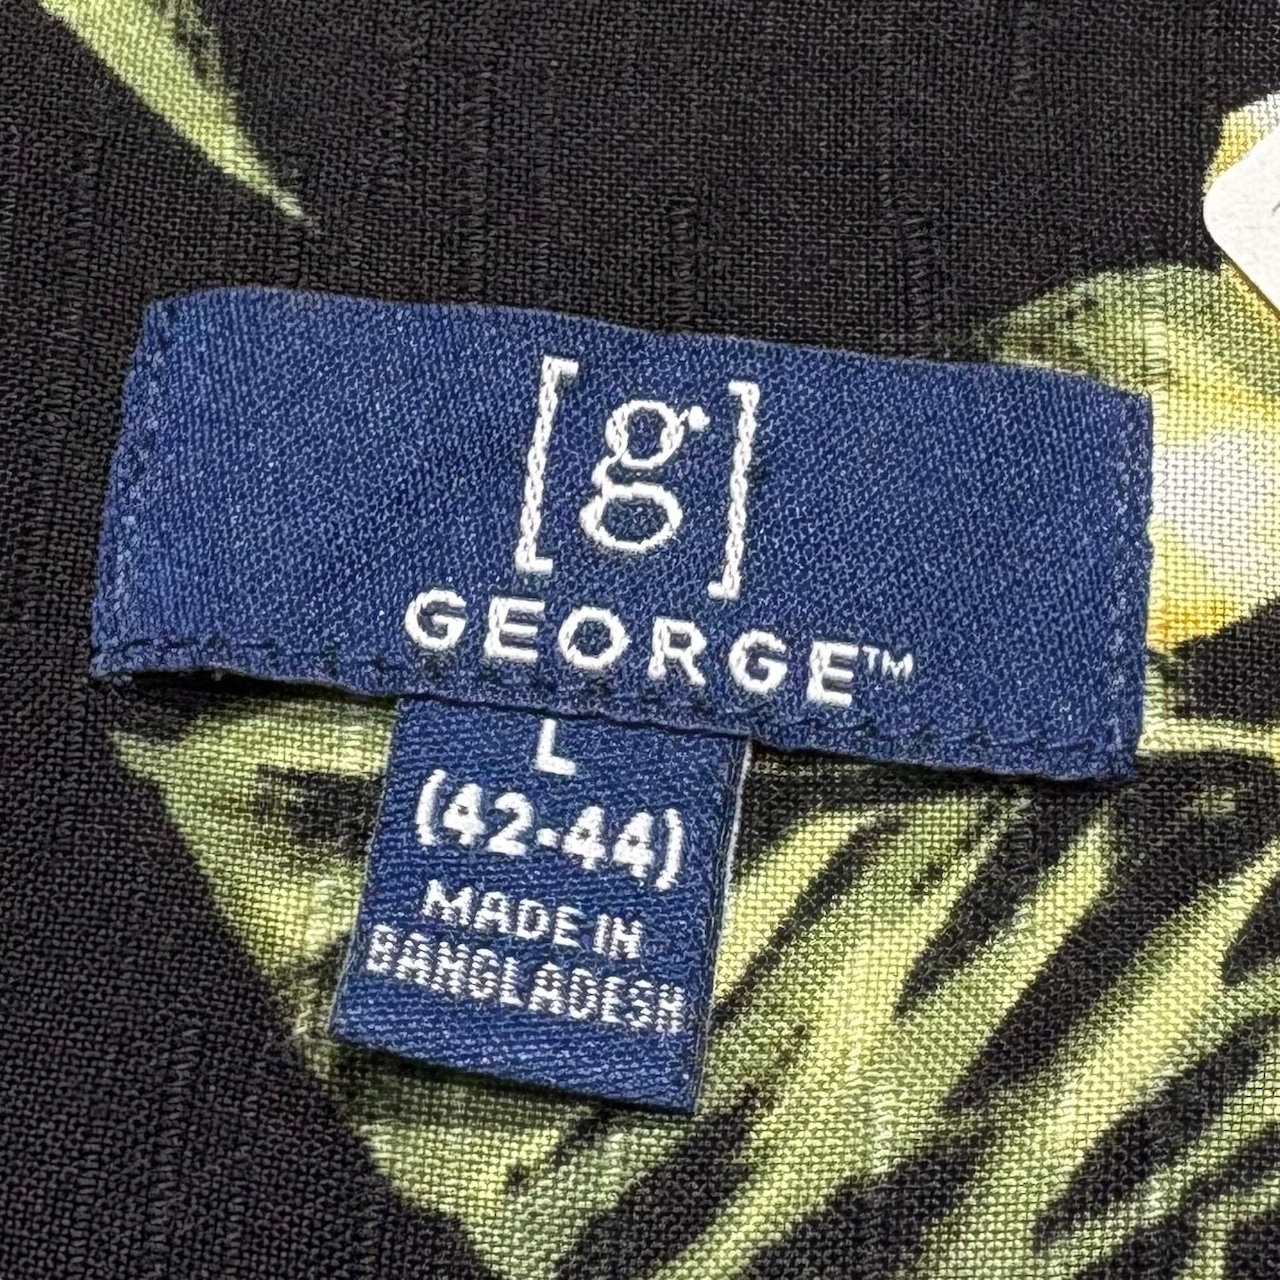 [g]
GEORGE™
L
(42-44)
MADE IN
BANGLADESH